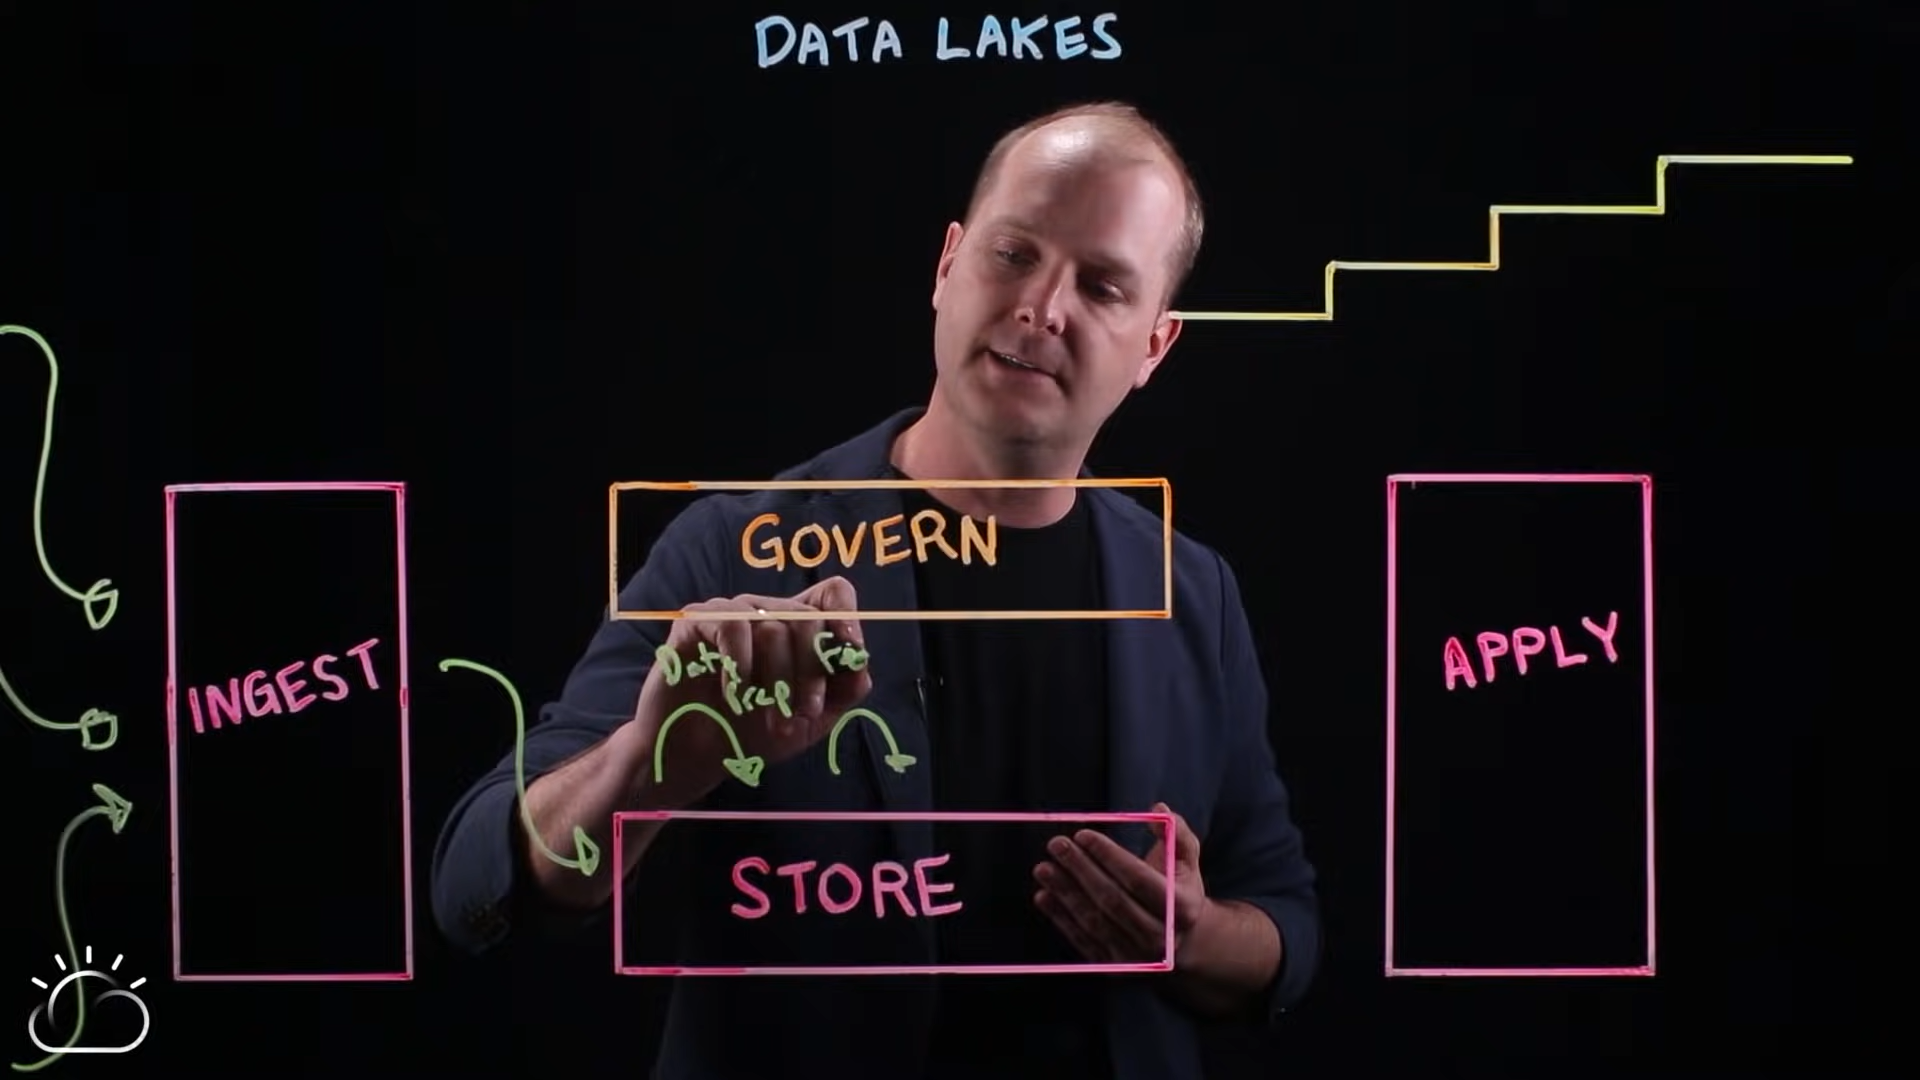 DATA LAKES
GOVERN
INGEST
Data
Prep
APPLY
STORE